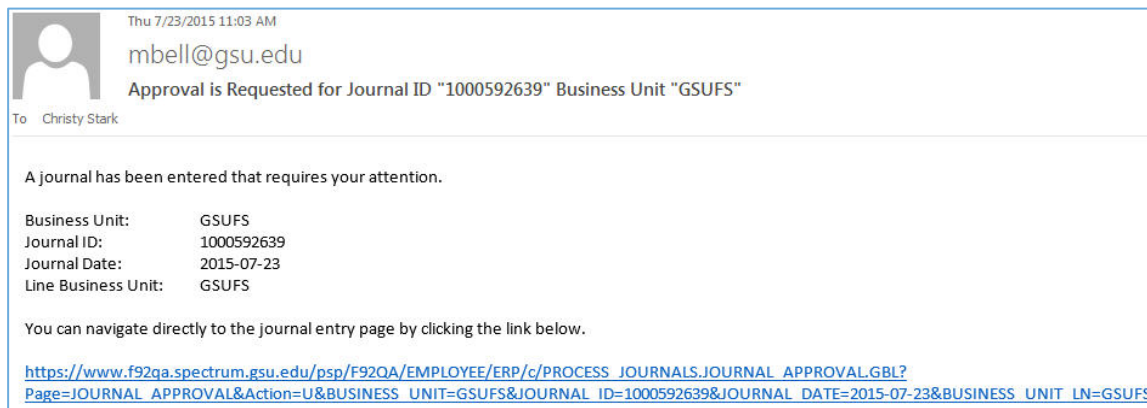 Thu 7/23/2015 11:03 AM
mbell@gsu.edu
Approval is Requested for Journal ID "1000592639" Business Unit "GSUFS"
To Christy Stark
A journal has been entered that requires your attention.
Business Unit: GSUFS
Journal ID: 1000592639
Journal Date: 2015-07-23
Line Business Unit: GSUFS
You can navigate directly to the journal entry page by clicking the link below.
https://www.f92qa.spectrum.gsu.edu/psp/F92QA/EMPLOYEE/ERP/c/PROCESS_JOURNALS.JOURNAL_APPROVAL.GBL?
Page=JOURNAL_APPROVAL&Action=U&BUSINESS_UNIT=GSUFS&JOURNAL_ID=1000592639&JOURNAL_DATE=2015-07-23&BUSINESS_UNIT_LN=GSUFS